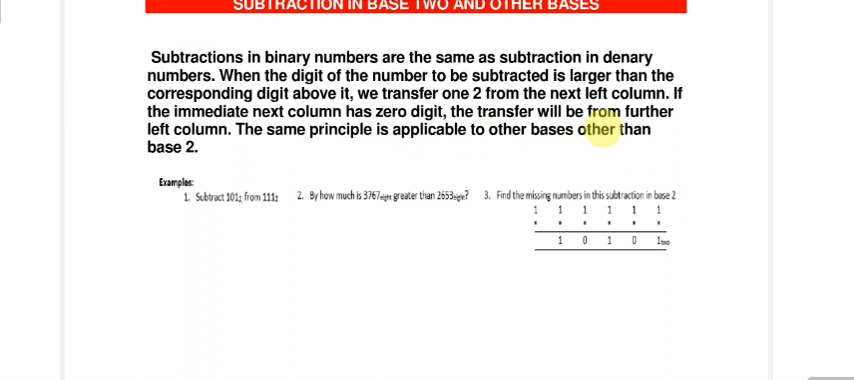 SUBTRACTION IN BASE TWO AND OTHER BASES
Subtractions in binary numbers are the same as subtraction in denary
numbers. When the digit of the number to be subtracted is larger than the
corresponding digit above it, we transfer one 2 from the next left column. If
the immediate next column has zero digit, the transfer will be from further
left column. The same principle is applicable to other bases other than
base 2.
Examples:
1. Subtract 101₂ from 111₂ 2. By how much is 3767eight greater than 2653eight? 3. Find the missing numbers in this subtraction in base 2
1 1 1 1 1 1
* * * * * *
1 0 1 0 1two